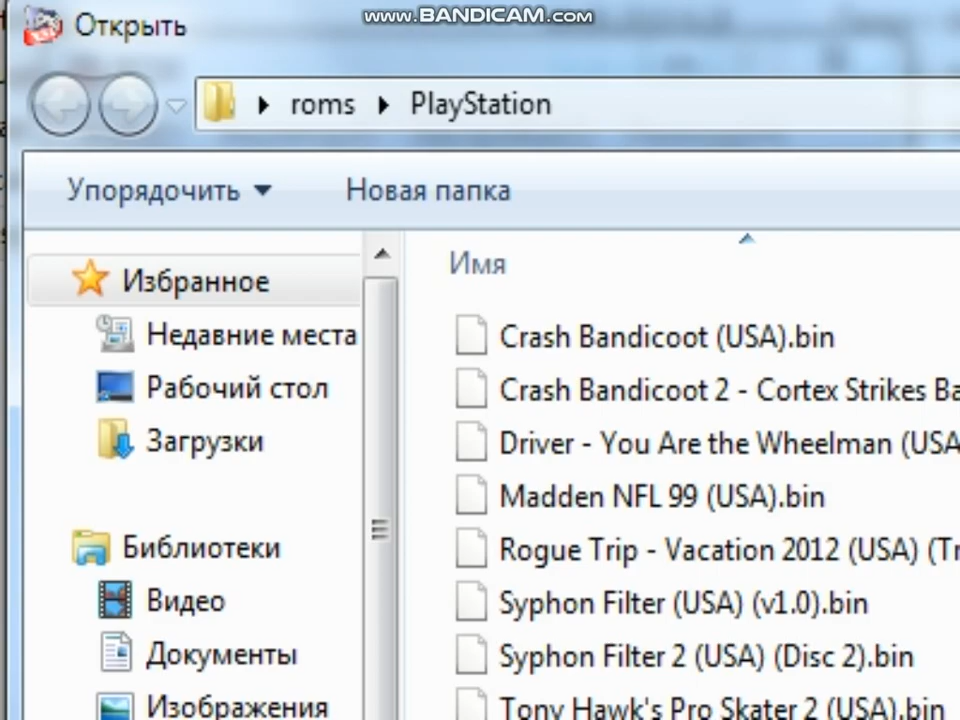 www.BANDICAM.com
Открыть
roms PlayStation
Упорядочить Новая папка
Избранное
Недавние места
Рабочий стол
Загрузки
Библиотеки
Видео
Документы
Изображения
Имя
Crash Bandicoot (USA).bin
Crash Bandicoot 2 - Cortex Strikes Ba
Driver - You Are the Wheelman (USA
Madden NFL 99 (USA).bin
Rogue Trip - Vacation 2012 (USA) (Tr
Syphon Filter (USA) (v1.0).bin
Syphon Filter 2 (USA) (Disc 2).bin
Tony Hawk's Pro Skater 2 (USA).bin